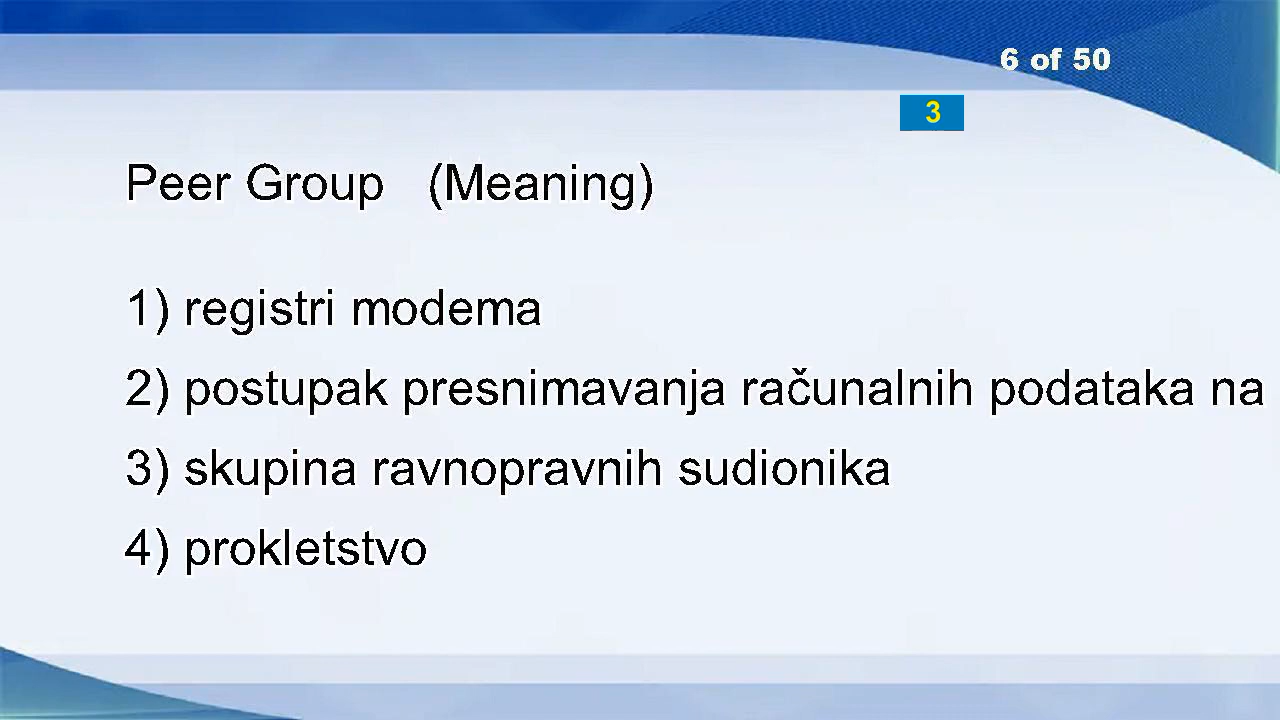 6 of 50
3
Peer Group (Meaning)
1) registri modema
2) postupak presnimavanja računalnih podataka na
3) skupina ravnopravnih sudionika
4) prokletstvo